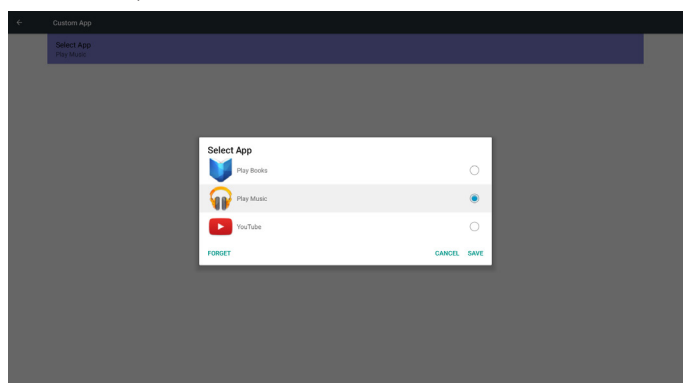 Custom App
Select App
Play Music
Select App
Play Books
Play Music
YouTube
FORGET CANCEL SAVE